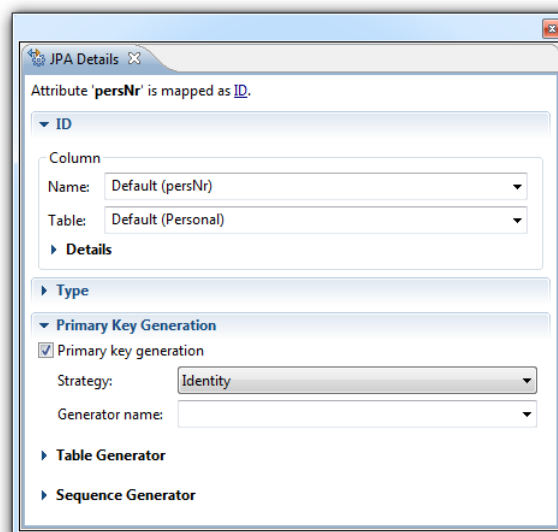 JPA Details
Attribute 'persNr' is mapped as ID.
ID
Column
Name: Default (persNr)
Table: Default (Personal)
Details
Type
Primary Key Generation
Primary key generation
Strategy: Identity
Generator name:
Table Generator
Sequence Generator